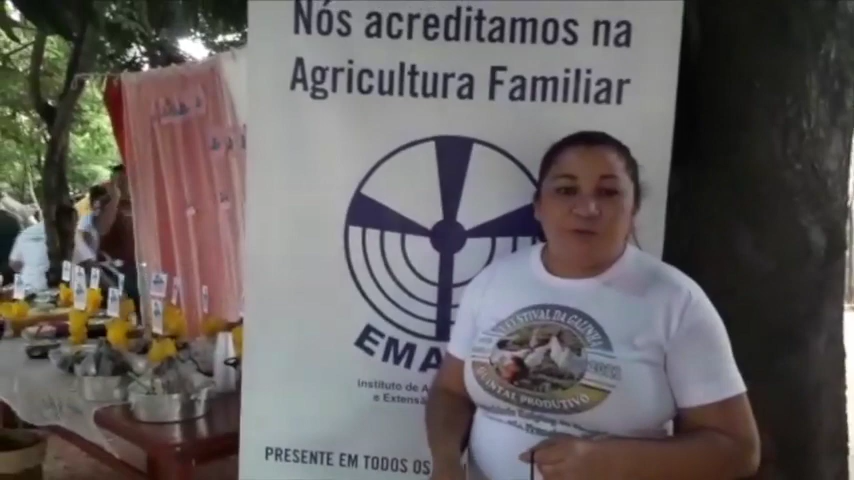 Nós acreditamos na
Agricultura Familiar
EMA
Instituto de A
e Extensã
PRESENTE EM TODOS OS
FESTIVAL DA GALINHA
QUINTAL PRODUTIVO